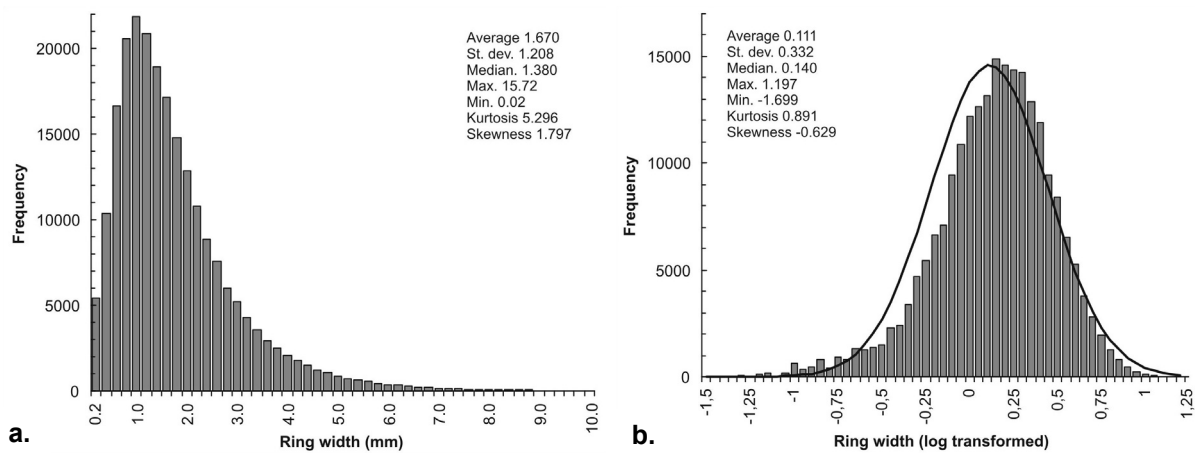 20000
15000
10000
5000
0
Frequency
Average 1.670
St. dev. 1.208
Median. 1.380
Max. 15.72
Min. 0.02
Kurtosis 5.296
Skewness 1.797
0.2 1.0 2.0 3.0 4.0 5.0 6.0 7.0 8.0 9.0 10.0
Ring width (mm)
a.
15000
10000
5000
0
Frequency
Average 0.111
St. dev. 0.332
Median. 0.140
Max. 1.197
Min. -1.699
Kurtosis 0.891
Skewness -0.629
-1,5 -1,25 -1 -0,75 -0,5 -0,25 0 0,25 0,5 0,75 1 1,25
Ring width (log transformed)
b.